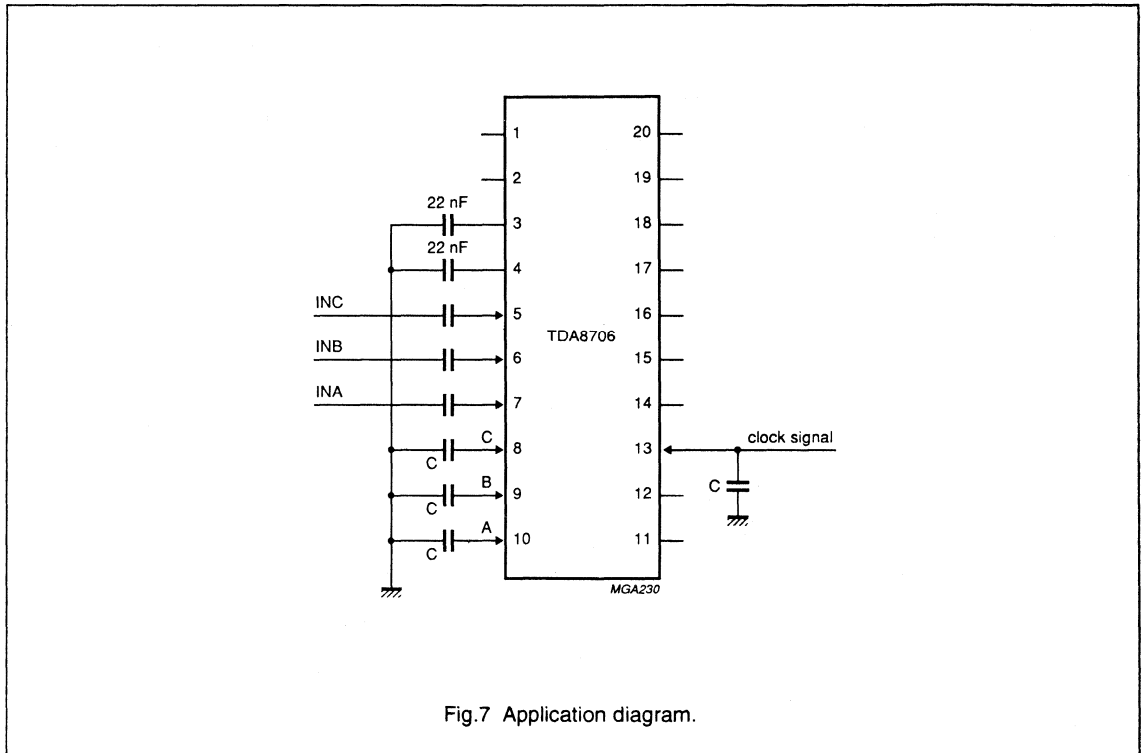 1 20
2 19
22 nF
3 18
22 nF
4 17
INC
5 16
TDA8706
INB
6 15
INA
7 14
C 8 13 clock signal
C
B 9 12 C
C
A 10 11
C
MGA230
Fig.7 Application diagram.